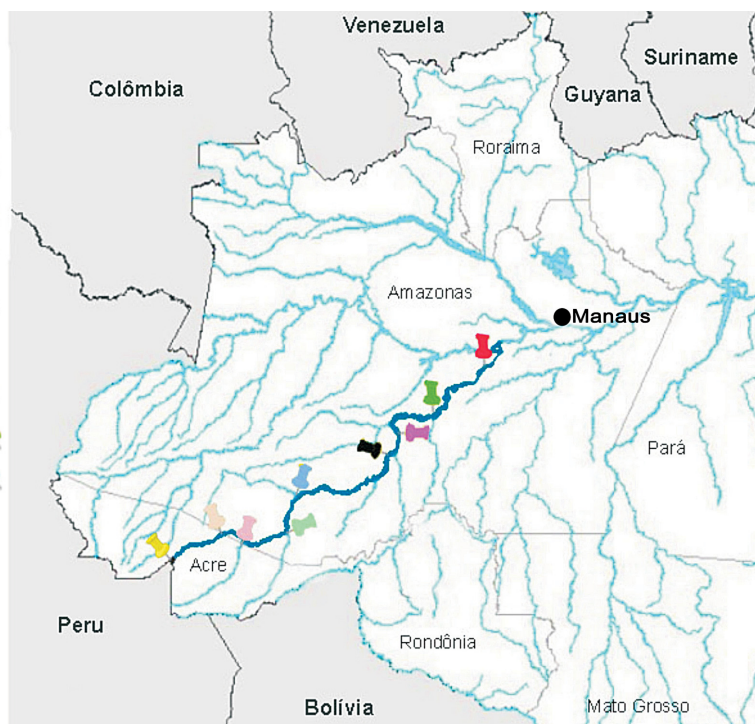 Venezuela
Suriname
Colômbia
Guyana
Roraima
Amazonas
Manaus
Pará
Acre
Peru
Rondônia
Bolívia
Mato Grosso